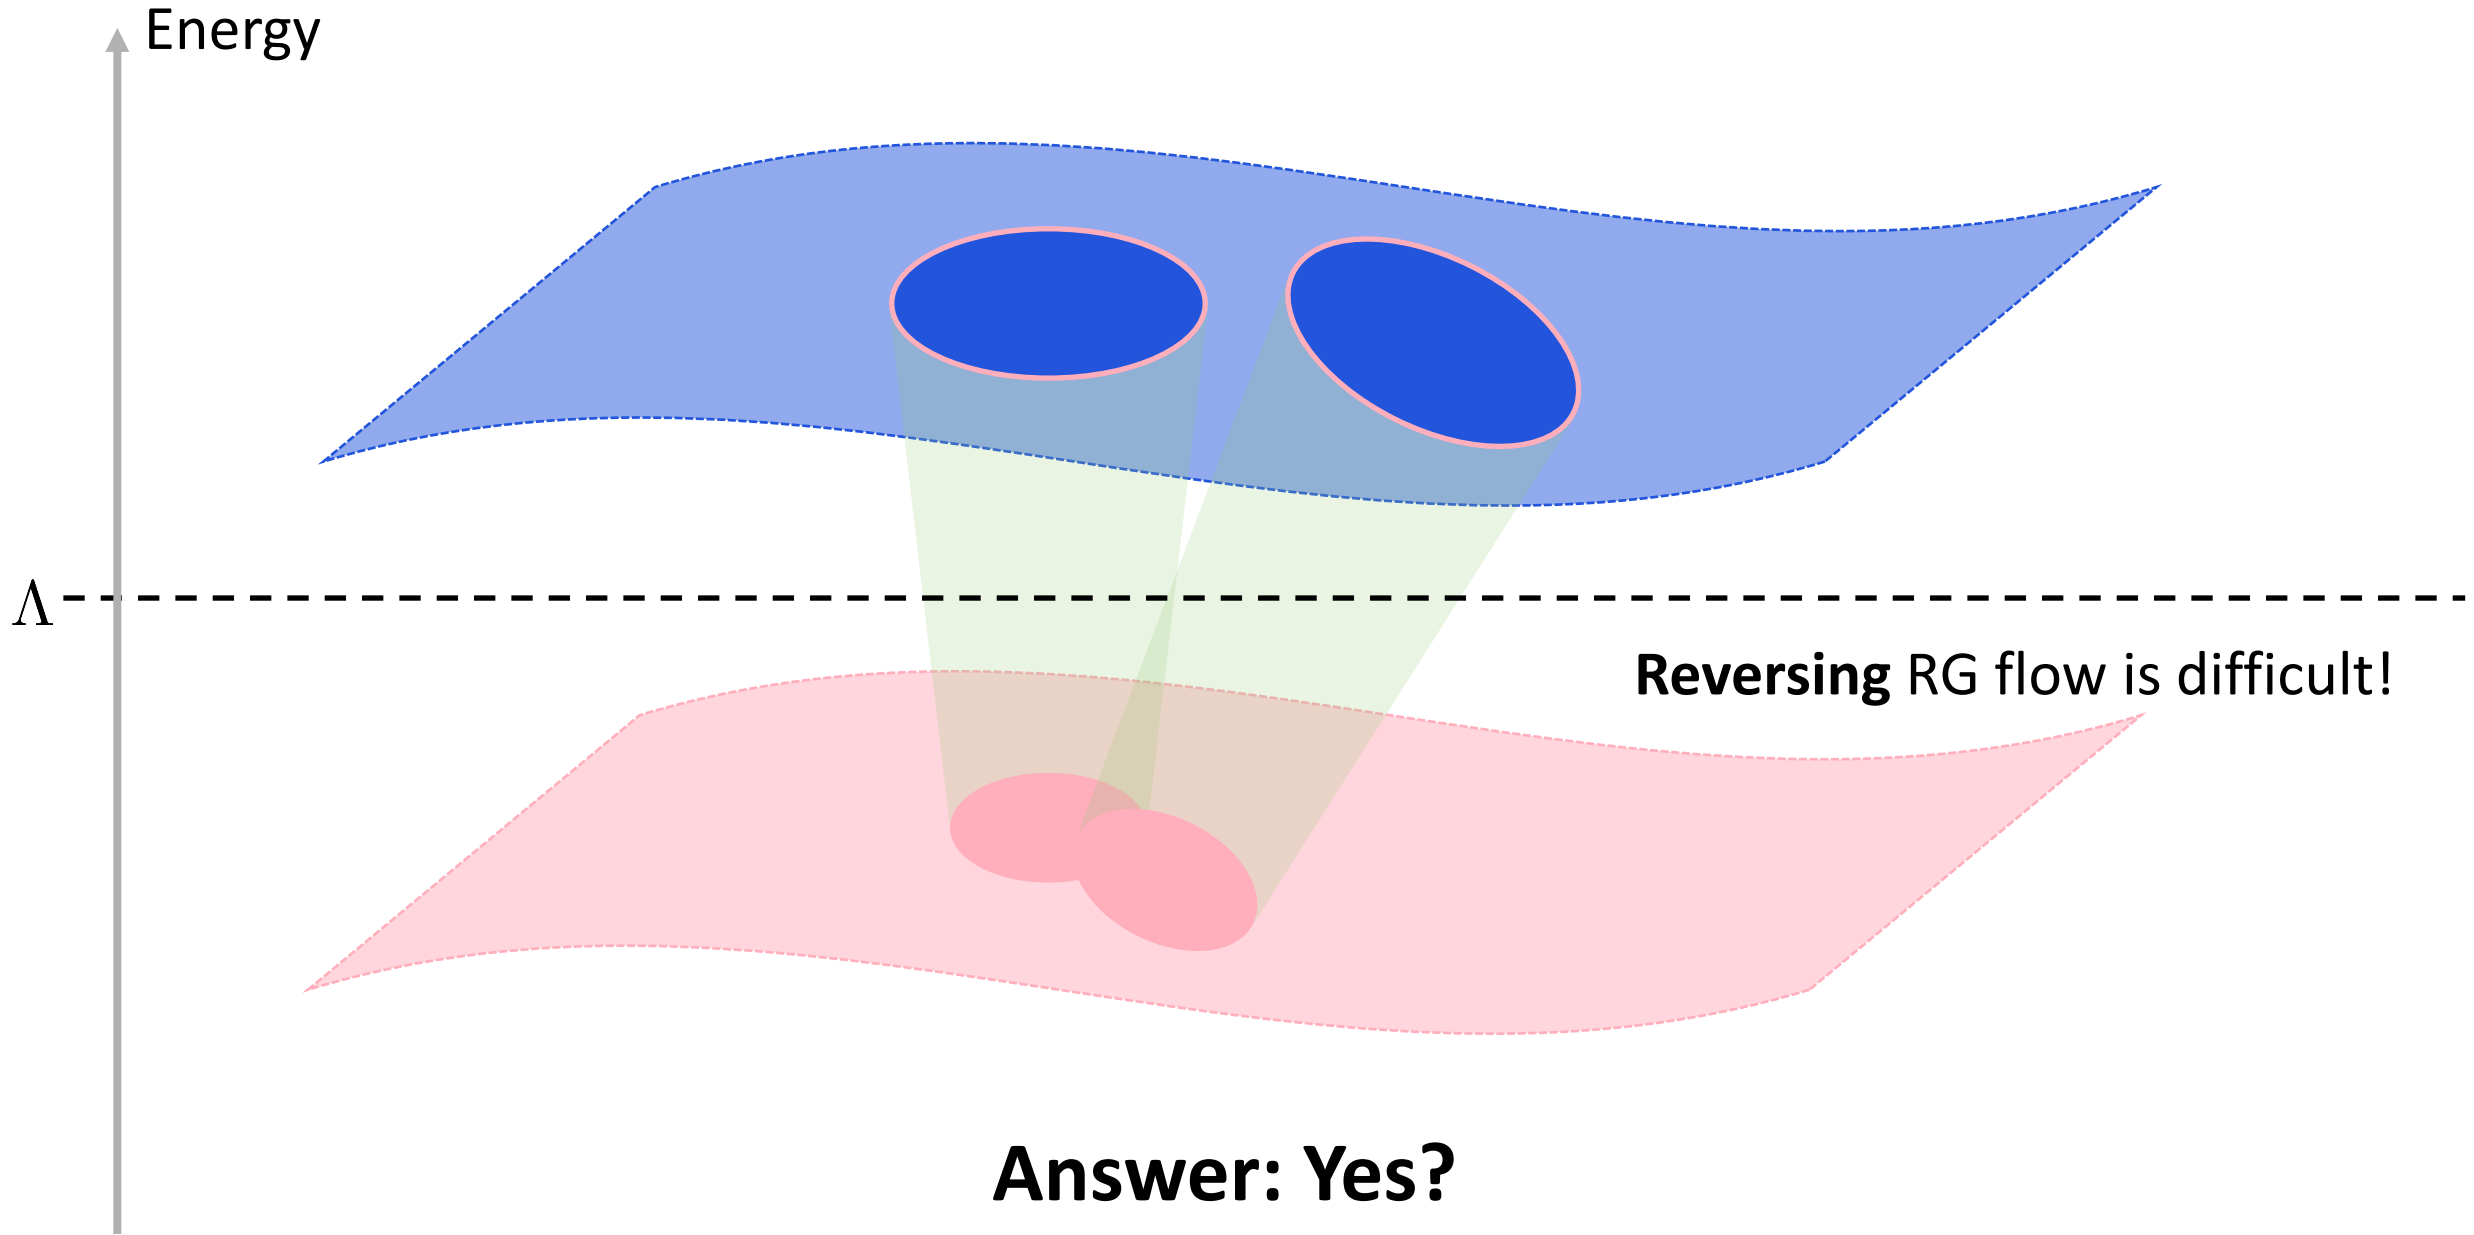 Energy
Λ
Reversing RG flow is difficult!
Answer: Yes?